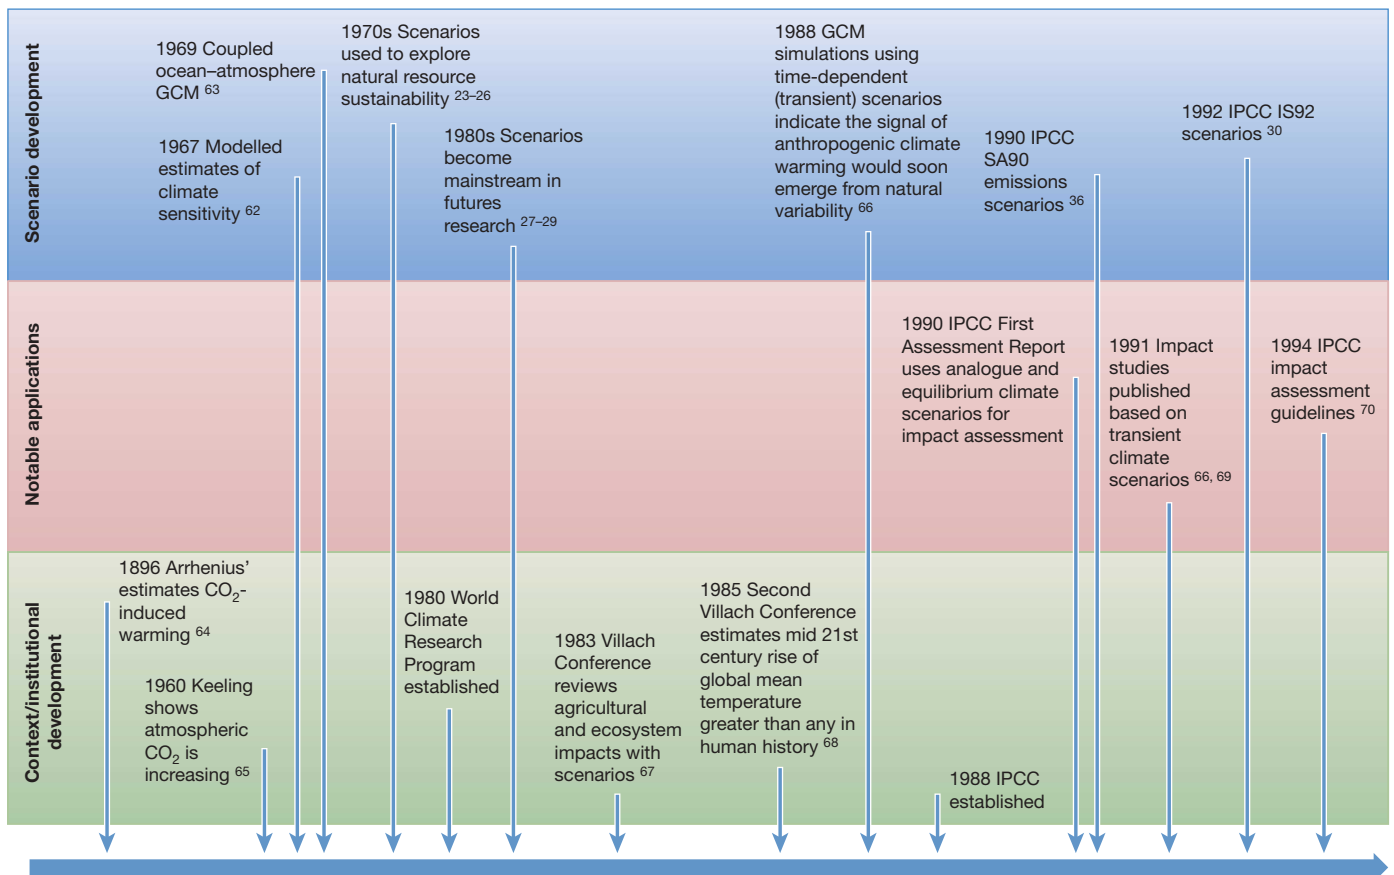 Scenario development
1969 Coupled
ocean–atmosphere
GCM 63
1967 Modelled
estimates of
climate
sensitivity 62
1970s Scenarios
used to explore
natural resource
sustainability 23–26
1980s Scenarios
become
mainstream in
futures
research 27–29
1988 GCM
simulations using
time-dependent
(transient) scenarios
indicate the signal of
anthropogenic climate
warming would soon
emerge from natural
variability 66
1990 IPCC
SA90
emissions
scenarios 36
1992 IPCC IS92
scenarios 30
Notable applications
1990 IPCC First
Assessment Report
uses analogue and
equilibrium climate
scenarios for
impact assessment
1991 Impact
studies
published
based on
transient
climate
scenarios 66, 69
1994 IPCC
impact
assessment
guidelines 70
Context/institutional
development
1896 Arrhenius’
estimates CO2-
induced
warming 64
1960 Keeling
shows
atmospheric
CO2 is
increasing 65
1980 World
Climate
Research
Program
established
1983 Villach
Conference
reviews
agricultural
and ecosystem
impacts with
scenarios 67
1985 Second
Villach Conference
estimates mid 21st
century rise of
global mean
temperature
greater than any in
human history 68
1988 IPCC
established